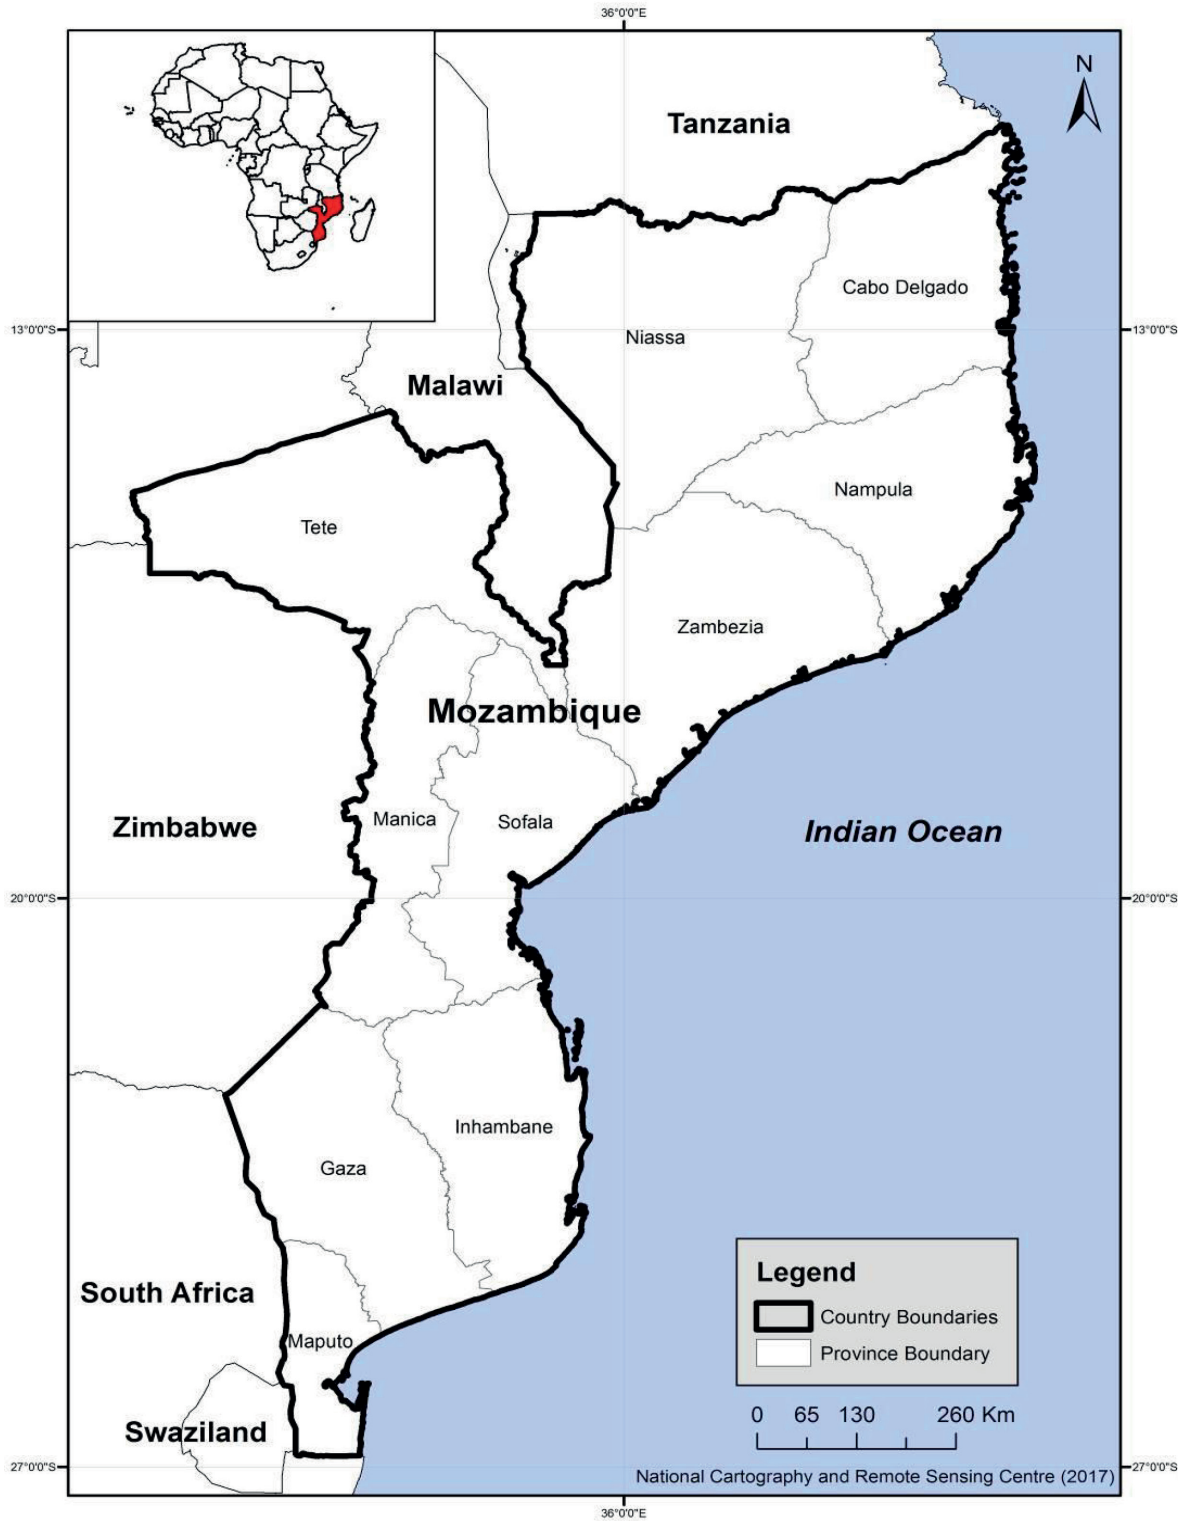 36°0'0"E
N
Tanzania
Cabo Delgado
13°0'0"S
13°0'0"S
Niassa
Malawi
Nampula
Tete
Zambezia
Mozambique
Zimbabwe
Manica
Sofala
Indian Ocean
20°0'0"S
20°0'0"S
Inhambane
Gaza
South Africa
Maputo
Swaziland
Legend
Country Boundaries
Province Boundary
0 65 130 260 Km
National Cartography and Remote Sensing Centre (2017)
27°0'0"S
27°0'0"S
36°0'0"E